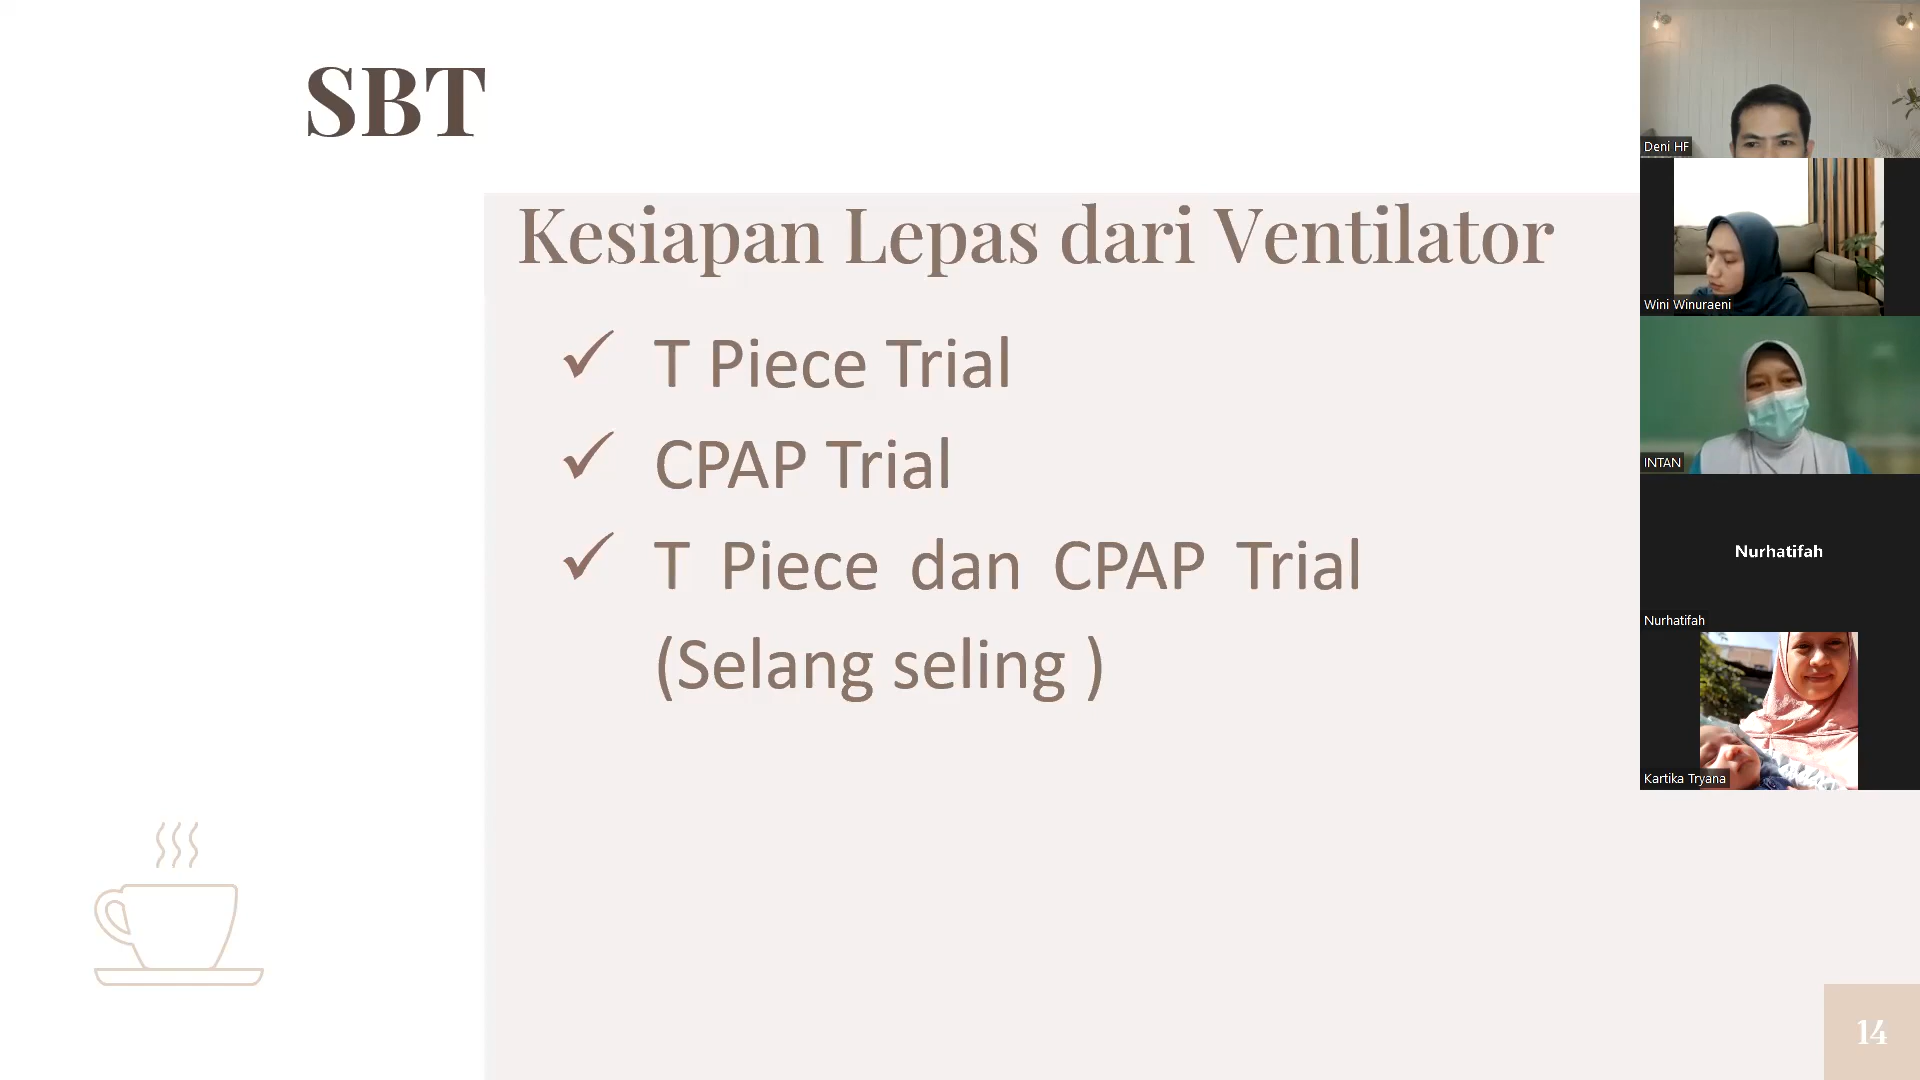 SBT
Kesiapan Lepas dari Ventilator
✓ T Piece Trial
✓ CPAP Trial
✓ T Piece dan CPAP Trial
(Selang seling )
14
Deni HF
Wini Winuraeni
INTAN
Nurhatifah
Nurhatifah
Kartika Tryana